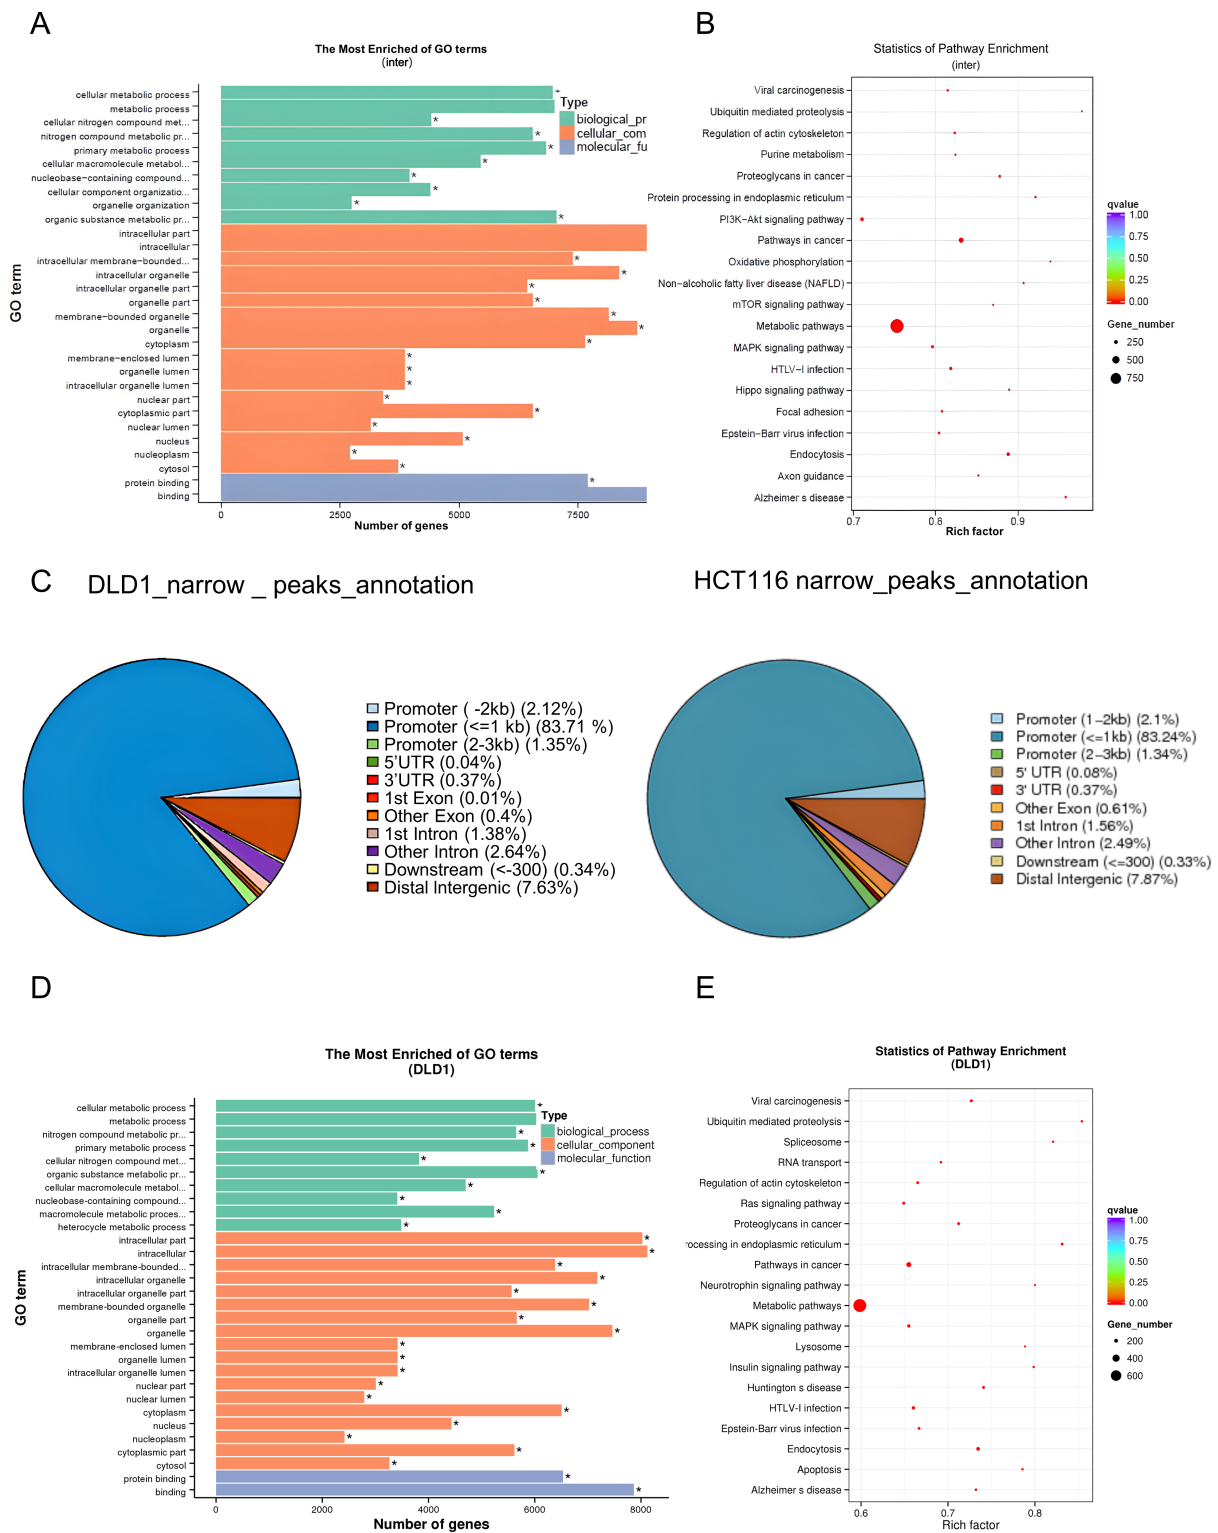 A
The Most Enriched of GO terms
(inter)
GO term
cellular metabolic process
metabolic process
cellular nitrogen compound met...
nitrogen compound metabolic pr...
primary metabolic process
cellular macromolecule metabol...
nucleobase−containing compound...
cellular component organizatio...
organelle organization
organic substance metabolic pr...
intracellular part
intracellular
intracellular membrane−bounded...
intracellular organelle
intracellular organelle part
organelle part
membrane−bounded organelle
organelle
cytoplasm
membrane−enclosed lumen
organelle lumen
intracellular organelle lumen
nuclear part
cytoplasmic part
nuclear lumen
nucleus
nucleoplasm
cytosol
protein binding
binding
Type
biological_pr
cellular_com
molecular_fu
0 2500 5000 7500
Number of genes
B
Statistics of Pathway Enrichment
(inter)
Viral carcinogenesis
Ubiquitin mediated proteolysis
Regulation of actin cytoskeleton
Purine metabolism
Proteoglycans in cancer
Protein processing in endoplasmic reticulum
PI3K−Akt signaling pathway
Pathways in cancer
Oxidative phosphorylation
Non−alcoholic fatty liver disease (NAFLD)
mTOR signaling pathway
Metabolic pathways
MAPK signaling pathway
HTLV−I infection
Hippo signaling pathway
Focal adhesion
Epstein−Barr virus infection
Endocytosis
Axon guidance
Alzheimer s disease
0.7 0.8 0.9
Rich factor
qvalue
1.00
0.75
0.50
0.25
0.00
Gene_number
250
500
750
C
DLD1_narrow _ peaks_annotation
Promoter ( -2kb) (2.12%)
Promoter (<=1 kb) (83.71 %)
Promoter (2-3kb) (1.35%)
5'UTR (0.04%)
3'UTR (0.37%)
1st Exon (0.01%)
Other Exon (0.4%)
1st Intron (1.38%)
Other Intron (2.64%)
Downstream (<-300) (0.34%)
Distal Intergenic (7.63%)
HCT116 narrow_peaks_annotation
Promoter (1−2kb) (2.1%)
Promoter (<=1kb) (83.24%)
Promoter (2−3kb) (1.34%)
5' UTR (0.08%)
3' UTR (0.37%)
Other Exon (0.61%)
1st Intron (1.56%)
Other Intron (2.49%)
Downstream (<=300) (0.33%)
Distal Intergenic (7.87%)
D
The Most Enriched of GO terms
(DLD1)
GO term
cellular metabolic process
metabolic process
nitrogen compound metabolic pr...
primary metabolic process
cellular nitrogen compound met...
organic substance metabolic pr...
cellular macromolecule metabol...
nucleobase−containing compound...
macromolecule metabolic proces...
heterocycle metabolic process
intracellular part
intracellular
intracellular membrane−bounded...
intracellular organelle
intracellular organelle part
membrane−bounded organelle
organelle part
organelle
membrane−enclosed lumen
organelle lumen
intracellular organelle lumen
nuclear part
nuclear lumen
cytoplasm
nucleus
nucleoplasm
cytoplasmic part
cytosol
protein binding
binding
Type
biological_process
cellular_component
molecular_function
0 2000 4000 6000 8000
Number of genes
E
Statistics of Pathway Enrichment
(DLD1)
Viral carcinogenesis
Ubiquitin mediated proteolysis
Spliceosome
RNA transport
Regulation of actin cytoskeleton
Ras signaling pathway
Proteoglycans in cancer
rocessing in endoplasmic reticulum
Pathways in cancer
Neurotrophin signaling pathway
Metabolic pathways
MAPK signaling pathway
Lysosome
Insulin signaling pathway
Huntington s disease
HTLV-I infection
Epstein-Barr virus infection
Endocytosis
Apoptosis
Alzheimer s disease
0.6 0.7 0.8
Rich factor
qvalue
1.00
0.75
0.50
0.25
0.00
Gene_number
200
400
600